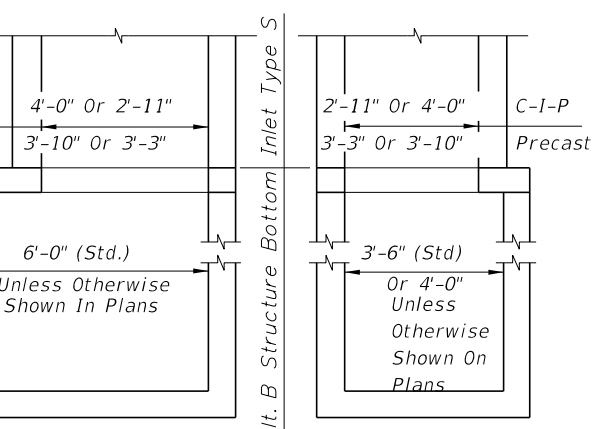 4'-0" Or 2'-11"
3'-10" Or 3'-3"
6'-0" (Std.)
Unless Otherwise
Shown In Plans
lt. B Structure Bottom Inlet Type S
2'-11" Or 4'-0"
C-I-P
3'-3" Or 3'-10"
Precast
3'-6" (Std)
Or 4'-0"
Unless
Otherwise
Shown On
Plans